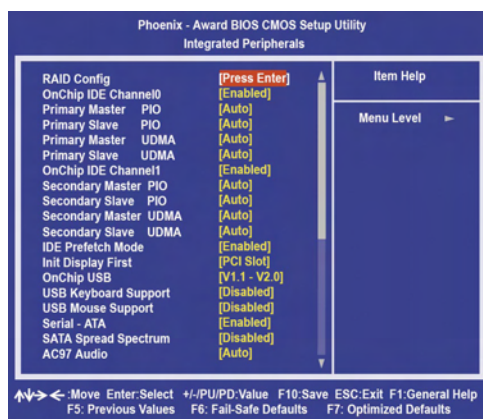 Phoenix - Award BIOS CMOS Setup Utility
Integrated Peripherals
RAID Config [Press Enter]
OnChip IDE Channel0 [Enabled]
Primary Master PIO [Auto]
Primary Slave PIO [Auto]
Primary Master UDMA [Auto]
Primary Slave UDMA [Auto]
OnChip IDE Channel1 [Enabled]
Secondary Master PIO [Auto]
Secondary Slave PIO [Auto]
Secondary Master UDMA [Auto]
Secondary Slave UDMA [Auto]
IDE Prefetch Mode [Enabled]
Init Display First [PCI Slot]
OnChip USB [V1.1 - V2.0]
USB Keyboard Support [Disabled]
USB Mouse Support [Disabled]
Serial - ATA [Enabled]
SATA Spread Spectrum [Disabled]
AC97 Audio [Auto]
Item Help
Menu Level ►
:Move Enter:Select +/-/PU/PD:Value F10:Save ESC:Exit F1:General Help
F5: Previous Values F6: Fail-Safe Defaults F7: Optimized Defaults